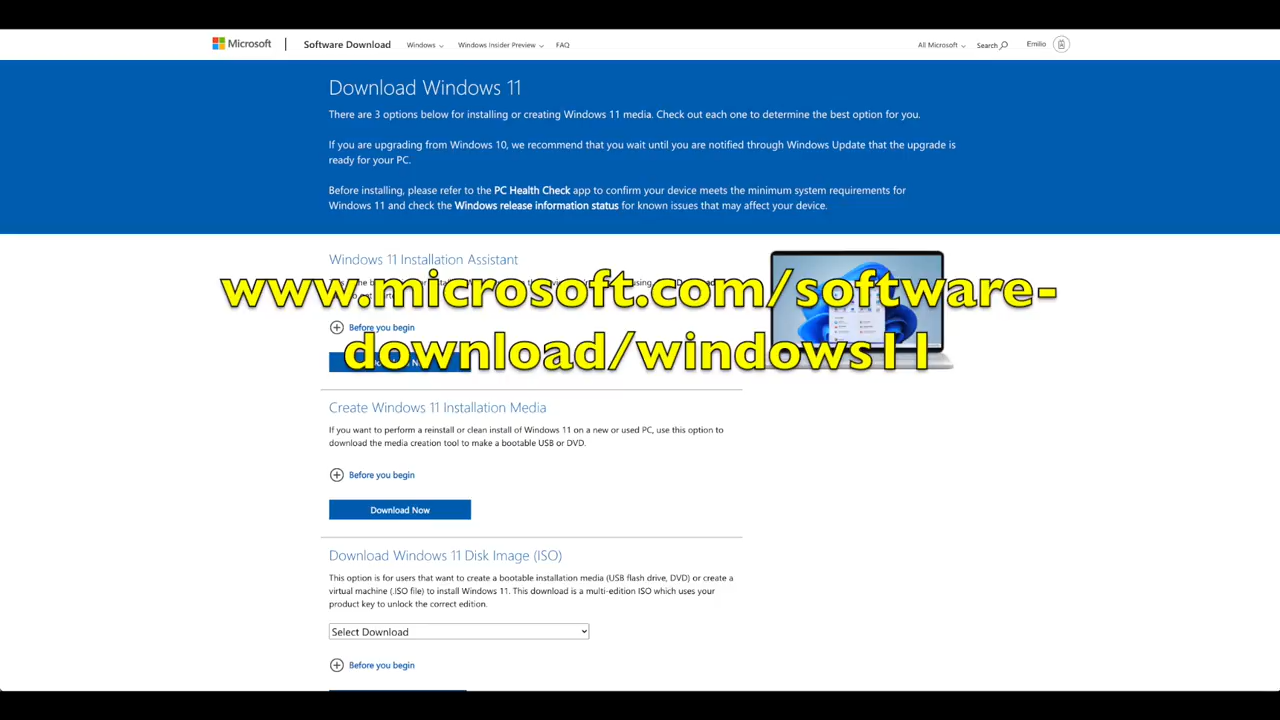 Microsoft
Software Download
Windows
Windows Insider Preview
FAQ
All Microsoft
Search
Emilio
Download Windows 11
There are 3 options below for installing or creating Windows 11 media. Check out each one to determine the best option for you.
If you are upgrading from Windows 10, we recommend that you wait until you are notified through Windows Update that the upgrade is
ready for your PC.
Before installing, please refer to the PC Health Check app to confirm your device meets the minimum system requirements for
Windows 11 and check the Windows release information status for known issues that may affect your device.
Windows 11 Installation Assistant
www.microsoft.com/software-
download/windows11
Before you begin
Create Windows 11 Installation Media
If you want to perform a reinstall or clean install of Windows 11 on a new or used PC, use this option to
download the media creation tool to make a bootable USB or DVD.
Before you begin
Download Now
Download Windows 11 Disk Image (ISO)
This option is for users that want to create a bootable installation media (USB flash drive, DVD) or create a
virtual machine (.ISO file) to install Windows 11. This download is a multi-edition ISO which uses your
product key to unlock the correct edition.
Select Download
Before you begin